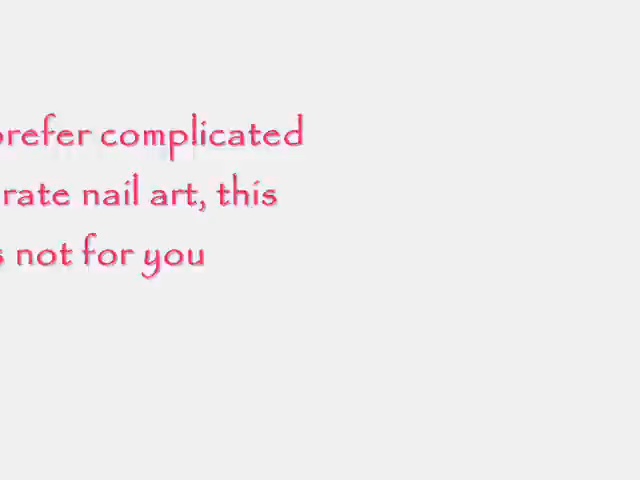 prefer complicated
rate nail art, this
s not for you